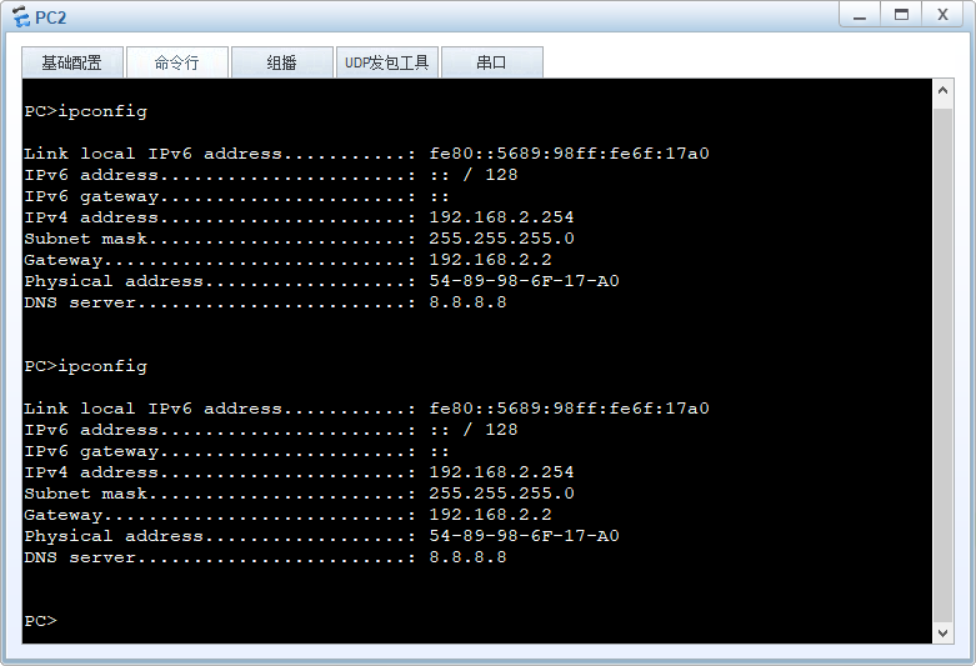 PC2
基础配置 命令行 组播 UDP发包工具 串口
PC>ipconfig
Link local IPv6 address...........: fe80::5689:98ff:fe6f:17a0
IPv6 address......................: :: / 128
IPv6 gateway......................: ::
IPv4 address......................: 192.168.2.254
Subnet mask.......................: 255.255.255.0
Gateway...........................: 192.168.2.2
Physical address..................: 54-89-98-6F-17-A0
DNS server........................: 8.8.8.8
PC>ipconfig
Link local IPv6 address...........: fe80::5689:98ff:fe6f:17a0
IPv6 address......................: :: / 128
IPv6 gateway......................: ::
IPv4 address......................: 192.168.2.254
Subnet mask.......................: 255.255.255.0
Gateway...........................: 192.168.2.2
Physical address..................: 54-89-98-6F-17-A0
DNS server........................: 8.8.8.8
PC>